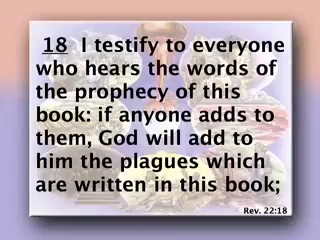 18 I testify to everyone
who hears the words of
the prophecy of this
book: if anyone adds to
them, God will add to
him the plagues which
are written in this book;
Rev. 22:18